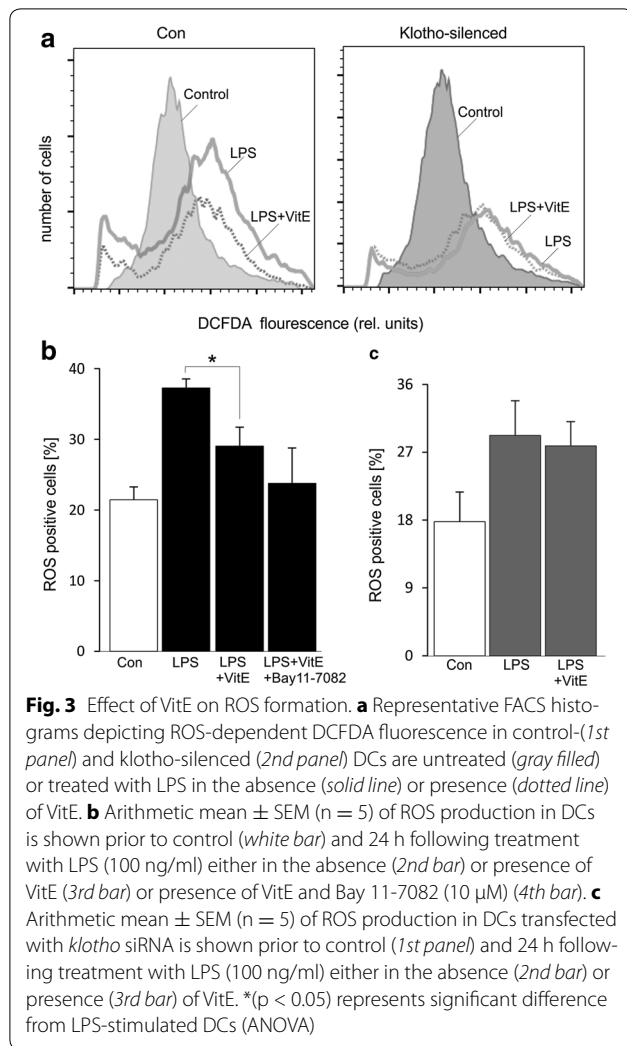 a
Con
Klotho-silenced
Control
LPS
LPS+VitE
number of cells
Control
LPS+VitE
LPS
DCFDA flourescence (rel. units)
b
*
40
30
20
10
0
ROS positive cells [%]
Con
LPS
LPS
+VitE
LPS+VitE
+Bay11-7082
c
36
27
18
9
0
ROS positive cells [%]
Con
LPS
LPS
+VitE
Fig. 3 Effect of VitE on ROS formation. a Representative FACS histo-
grams depicting ROS-dependent DCFDA fluorescence in control-(1st
panel) and klotho-silenced (2nd panel) DCs are untreated (gray filled)
or treated with LPS in the absence (solid line) or presence (dotted line)
of VitE. b Arithmetic mean ± SEM (n = 5) of ROS production in DCs
is shown prior to control (white bar) and 24 h following treatment
with LPS (100 ng/ml) either in the absence (2nd bar) or presence of
VitE (3rd bar) or presence of VitE and Bay 11-7082 (10 μM) (4th bar). c
Arithmetic mean ± SEM (n = 5) of ROS production in DCs transfected
with klotho siRNA is shown prior to control (1st panel) and 24 h follow-
ing treatment with LPS (100 ng/ml) either in the absence (2nd bar) or
presence (3rd bar) of VitE. *(p < 0.05) represents significant difference
from LPS-stimulated DCs (ANOVA)